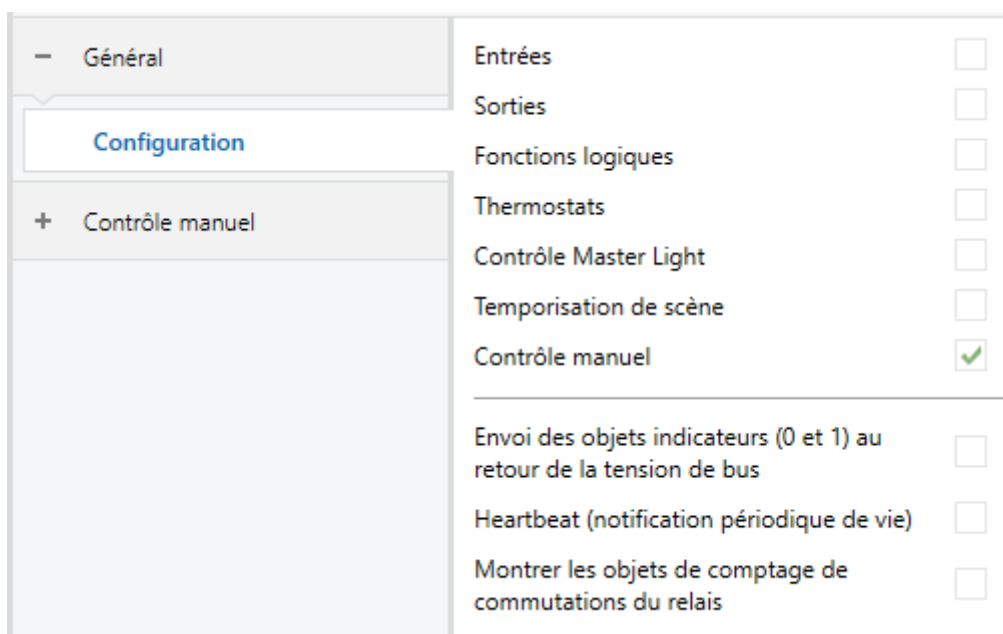 Général
Configuration
Contrôle manuel
Entrées
Sorties
Fonctions logiques
Thermostats
Contrôle Master Light
Temporisation de scène
Contrôle manuel
Envoi des objets indicateurs (0 et 1) au
retour de la tension de bus
Heartbeat (notification périodique de vie)
Montrer les objets de comptage de
commutations du relais